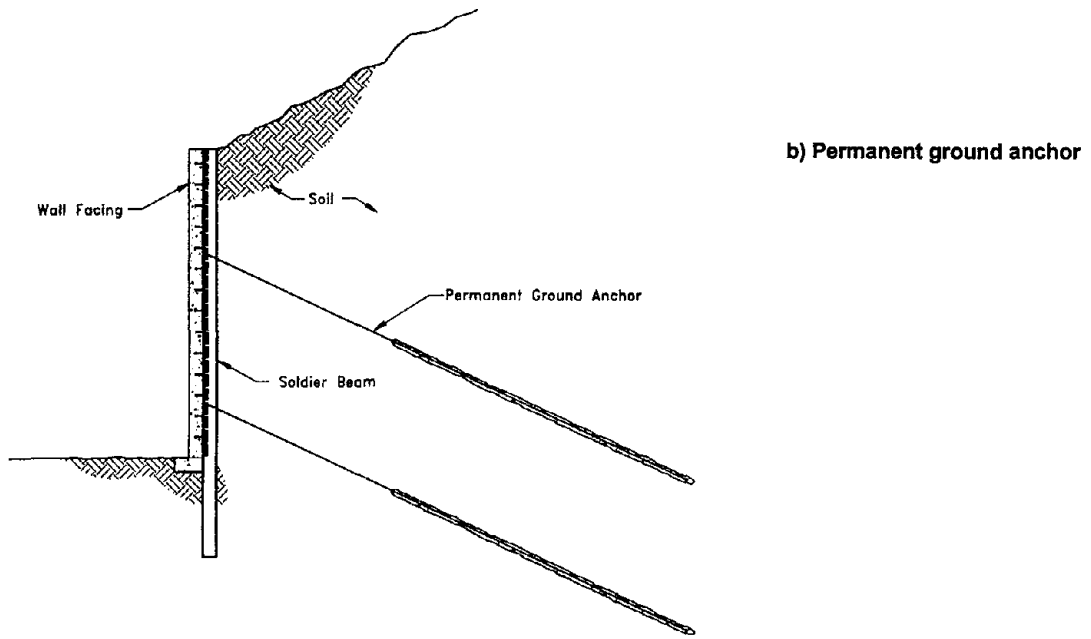 b) Permanent ground anchor
Wall Facing
Soil
Permanent Ground Anchor
Soldier Beam